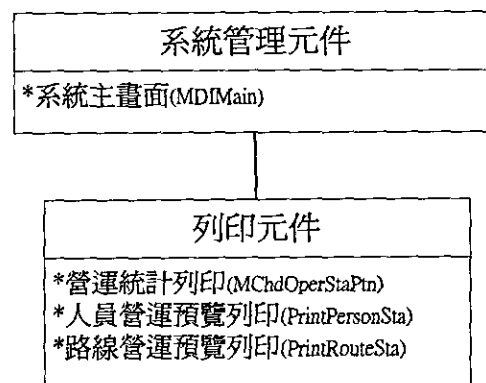 系統管理元件
*系統主畫面(MDIMain)
列印元件
*營運統計列印(MChdOperStaPtn)
*人員營運預覽列印(PrintPersonSta)
*路線營運預覽列印(PrintRouteSta)